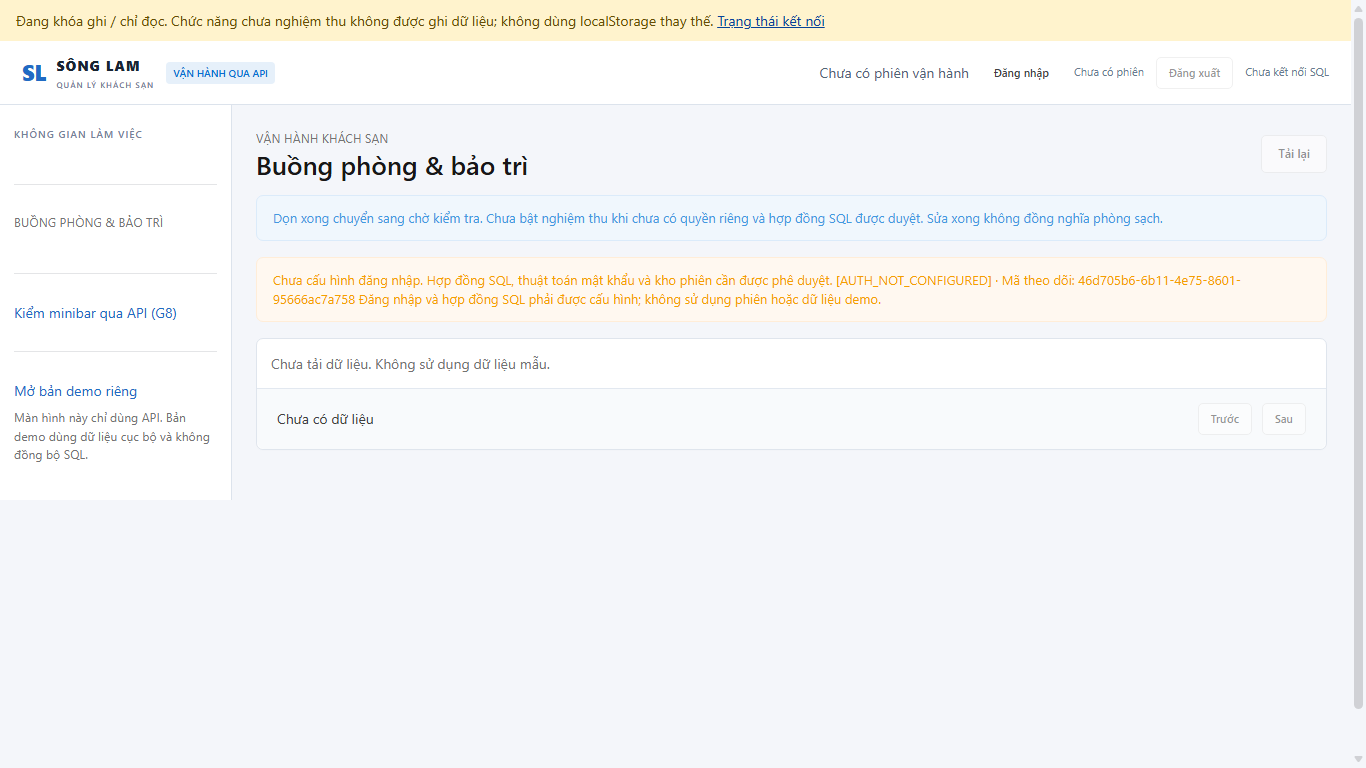 Đang khóa ghi / chỉ đọc. Chức năng chưa nghiệm thu không được ghi dữ liệu; không dùng localStorage thay thế. Trạng thái kết nối
SL
SÔNG LAM
QUẢN LÝ KHÁCH SẠN
VẬN HÀNH QUA API
Chưa có phiên vận hành
Đăng nhập
Chưa có phiên
Đăng xuất
Chưa kết nối SQL
KHÔNG GIAN LÀM VIỆC
BUỒNG PHÒNG & BẢO TRÌ
Kiểm minibar qua API (G8)
Mở bản demo riêng
Màn hình này chỉ dùng API. Bản
demo dùng dữ liệu cục bộ và không
đồng bộ SQL.
VẬN HÀNH KHÁCH SẠN
Buồng phòng & bảo trì
Tải lại
Dọn xong chuyển sang chờ kiểm tra. Chưa bật nghiệm thu khi chưa có quyền riêng và hợp đồng SQL được duyệt. Sửa xong không đồng nghĩa phòng sạch.
Chưa cấu hình đăng nhập. Hợp đồng SQL, thuật toán mật khẩu và kho phiên cần được phê duyệt. [AUTH_NOT_CONFIGURED] · Mã theo dõi: 46d705b6-6b11-4e75-8601-
95666ac7a758 Đăng nhập và hợp đồng SQL phải được cấu hình; không sử dụng phiên hoặc dữ liệu demo.
Chưa tải dữ liệu. Không sử dụng dữ liệu mẫu.
Chưa có dữ liệu
Trước
Sau